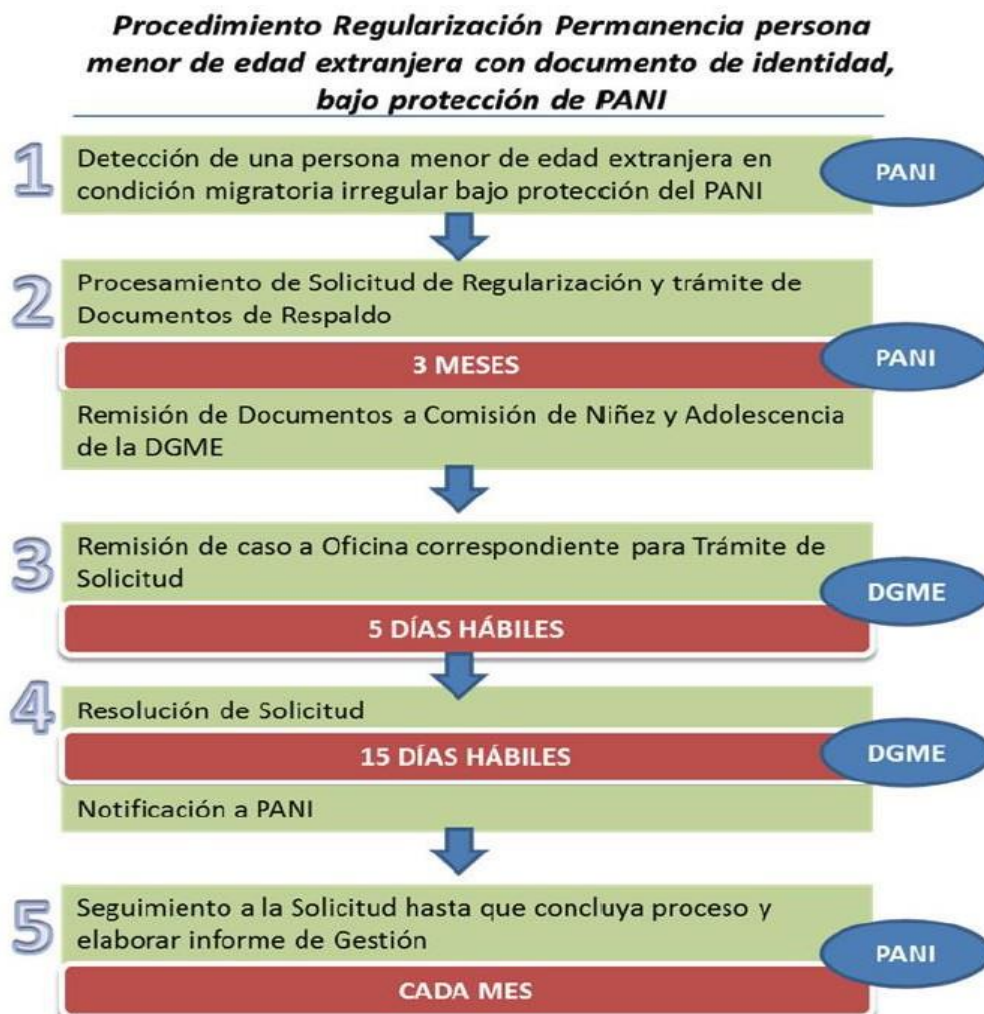 Procedimiento Regularización Permanencia persona
menor de edad extranjera con documento de identidad,
bajo protección de PANI
1
Detección de una persona menor de edad extranjera en
condición migratoria irregular bajo protección del PANI
PANI
2
Procesamiento de Solicitud de Regularización y trámite de
Documentos de Respaldo
3 MESES
PANI
Remisión de Documentos a Comisión de Niñez y Adolescencia
de la DGME
3
Remisión de caso a Oficina correspondiente para Trámite de
Solicitud
DGME
5 DÍAS HÁBILES
4
Resolución de Solicitud
15 DÍAS HÁBILES
DGME
Notificación a PANI
5
Seguimiento a la Solicitud hasta que concluya proceso y
elaborar informe de Gestión
PANI
CADA MES